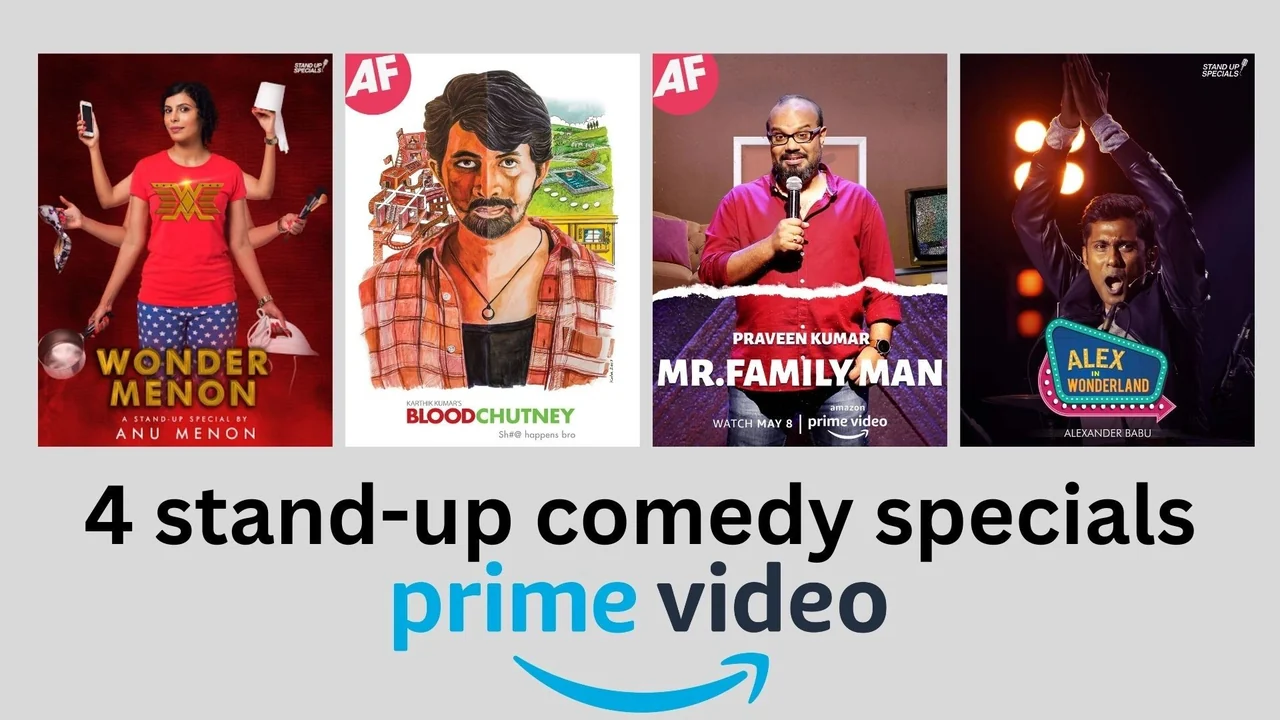 STAND UP
SPECIALS
WONDER
MENON
A STAND-UP SPECIAL BY
ANU MENON
AF
KARTHIK KUMAR'S
BLOODCHUTNEY
Sh#@ happens bro
AF
PRAVEEN KUMAR
MR.FAMILY MAN
WATCH MAY 8 | amazon
prime video
STAND UP
SPECIALS
ALEX
IN
WONDERLAND
ALEXANDER BABU
4 stand-up comedy specials
prime video